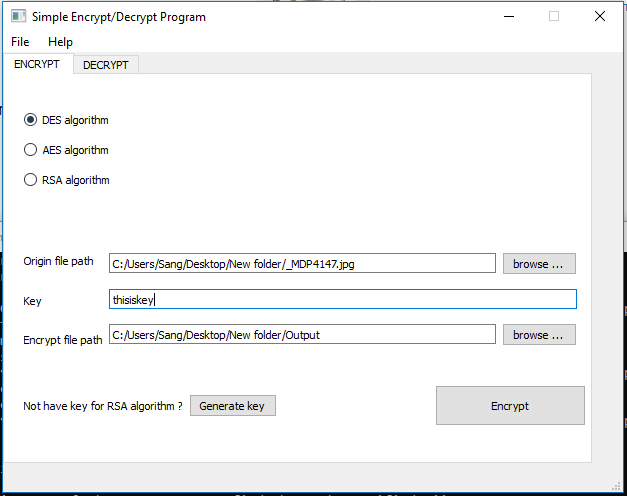 Simple Encrypt/Decrypt Program
File Help
ENCRYPT DECRYPT
DES algorithm
AES algorithm
RSA algorithm
Origin file path C:/Users/Sang/Desktop/New folder/_MDP4147.jpg browse ...
Key thisiskey
Encrypt file path C:/Users/Sang/Desktop/New folder/Output browse ...
Not have key for RSA algorithm ? Generate key Encrypt